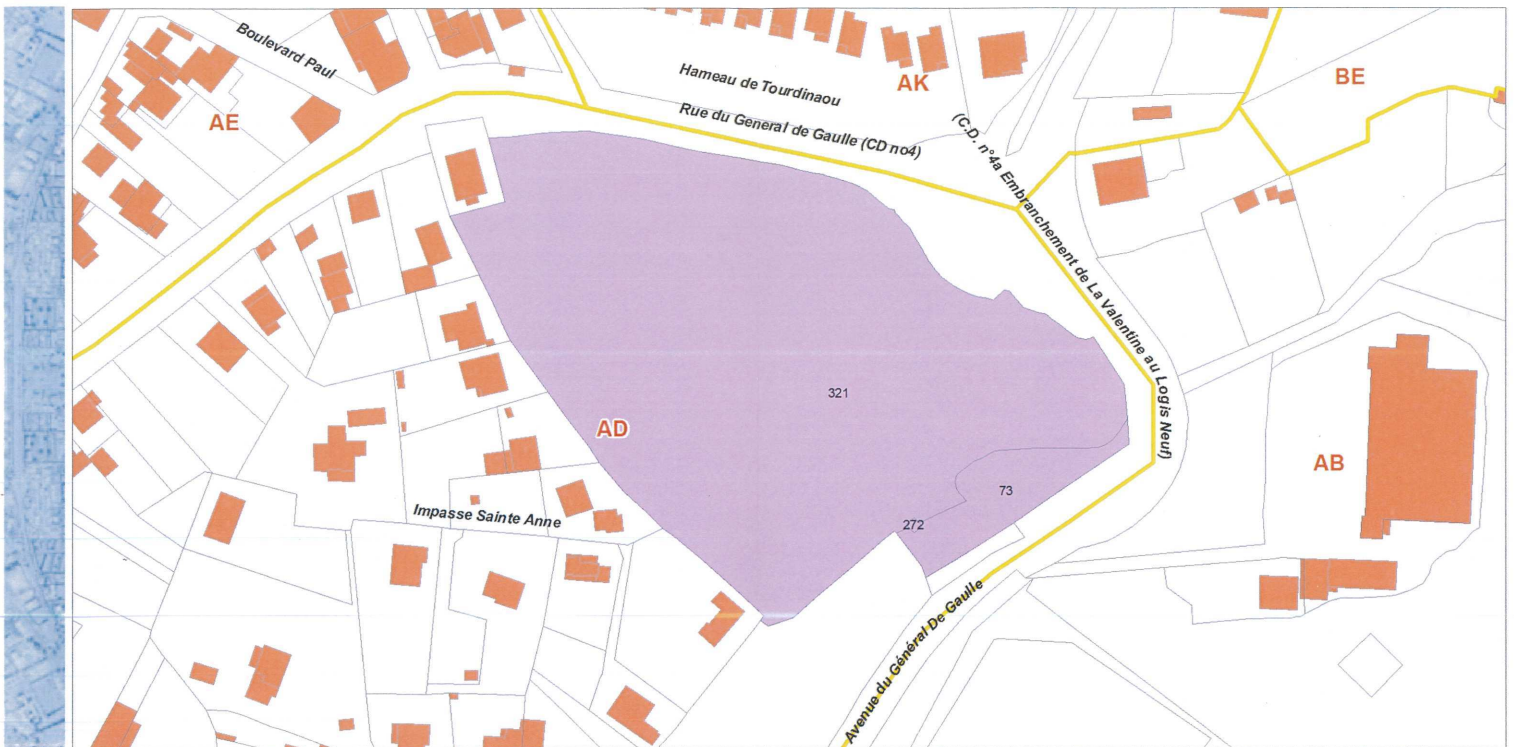 Boulevard Paul
Hameau de Tourdinaou
AK
BE
AE
Rue du General de Gaulle (CD no4)
(C.D. n°4a Embranchement de La Valentine au Logis Neuf)
321
AD
AB
73
Impasse Sainte Anne
272
Avenue du Général De Gaulle